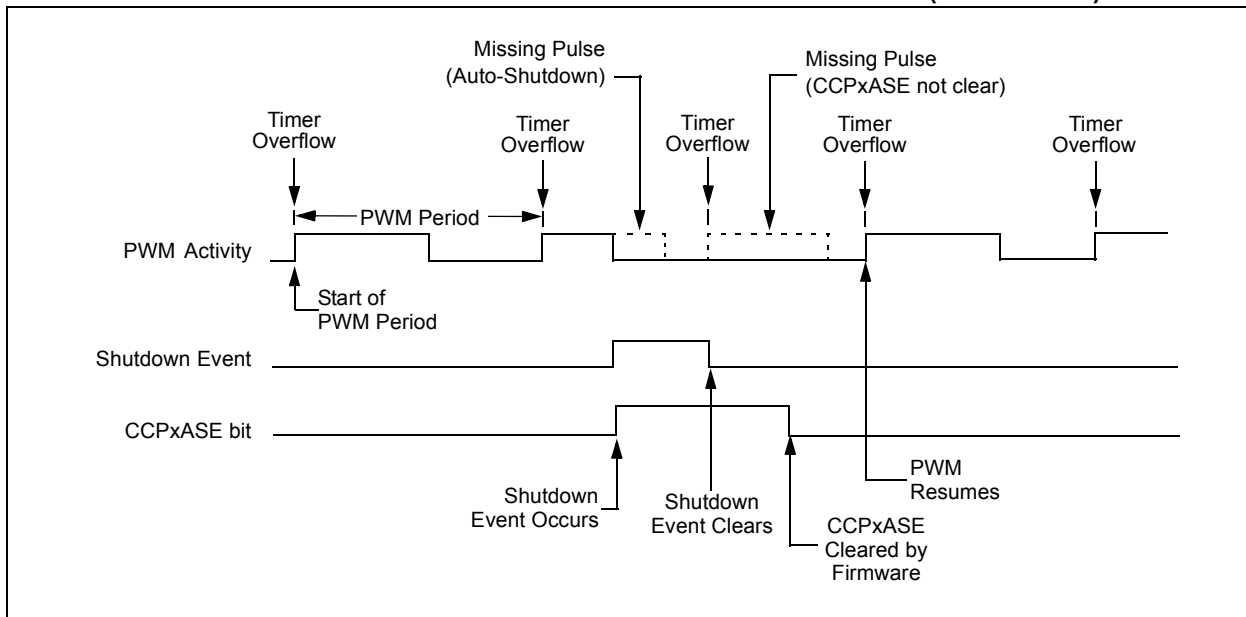 Missing Pulse
(Auto-Shutdown)
Missing Pulse
(CCPxASE not clear)
Timer
Overflow
Timer
Overflow
Timer
Overflow
Timer
Overflow
Timer
Overflow
PWM Period
PWM Activity
Start of
PWM Period
Shutdown Event
CCPxASE bit
Shutdown
Event Occurs
Shutdown
Event Clears
PWM
Resumes
CCPxASE
Cleared by
Firmware